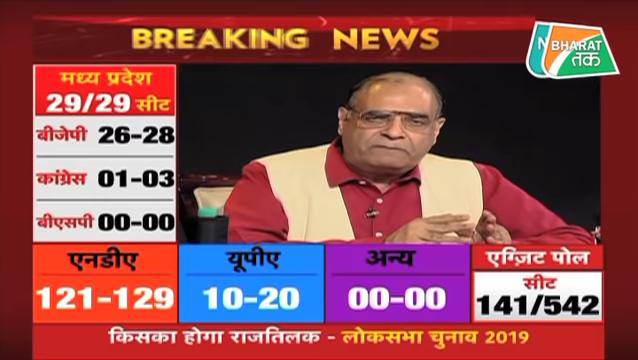 BREAKING NEWS
N BHARAT
तक
मध्य प्रदेश
29/29 सीट
बीजेपी 26-28
कांग्रेस 01-03
बीएसपी 00-00
एनडीए
121-129
यूपीए
10-20
अन्य
00-00
एग्ज़िट पोल
सीट
141/542
किसका होगा राजतिलक - लोकसभा चुनाव 2019